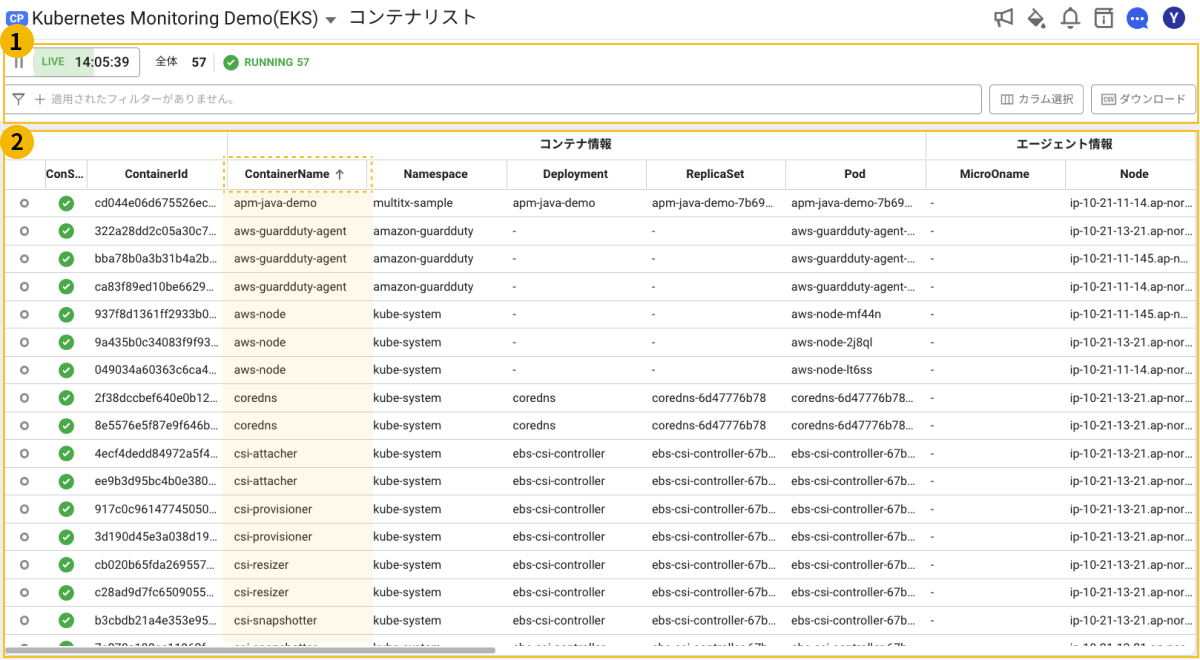 CP Kubernetes Monitoring Demo(EKS) コンテナリスト Y
1
LIVE 14:05:39 全体 57 RUNNING 57
適用されたフィルターがありません。 カラム選択 CSV ダウンロード
2
コンテナ情報 エージェント情報
ConS... ContainerId ContainerName ↑ Namespace Deployment ReplicaSet Pod MicroOname Node
cd044e06d675526ec... apm-java-demo multitx-sample apm-java-demo apm-java-demo-7b69... apm-java-demo-7b69... - ip-10-21-11-14.ap-nor...
322a28dd2c05a30c7... aws-guardduty-agent amazon-guardduty - - aws-guardduty-agent-... - ip-10-21-13-21.ap-nor...
bba78b0a3b31b4a2b... aws-guardduty-agent amazon-guardduty - - aws-guardduty-agent-... - ip-10-21-11-145.ap-n...
ca83f89ed10be6629... aws-guardduty-agent amazon-guardduty - - aws-guardduty-agent-... - ip-10-21-11-14.ap-nor...
937f8d1361ff2933b0... aws-node kube-system - - aws-node-mf44n - ip-10-21-11-145.ap-n...
9a435b0c34083f9f93... aws-node kube-system - - aws-node-2j8ql - ip-10-21-13-21.ap-nor...
049034a60363c6ca4... aws-node kube-system - - aws-node-lt6ss - ip-10-21-11-14.ap-nor...
2f38dccbef640e0b12... coredns kube-system coredns coredns-6d47776b78 coredns-6d47776b78... - ip-10-21-13-21.ap-nor...
8e5576e5f87e9f646b... coredns kube-system coredns coredns-6d47776b78 coredns-6d47776b78... - ip-10-21-13-21.ap-nor...
4ecf4dedd84972a5f4... csi-attacher kube-system ebs-csi-controller ebs-csi-controller-67b... ebs-csi-controller-67b... - ip-10-21-13-21.ap-nor...
ee9b3d95bc4b0e380... csi-attacher kube-system ebs-csi-controller ebs-csi-controller-67b... ebs-csi-controller-67b... - ip-10-21-13-21.ap-nor...
917c0c96147745050... csi-provisioner kube-system ebs-csi-controller ebs-csi-controller-67b... ebs-csi-controller-67b... - ip-10-21-13-21.ap-nor...
3d190d45e3a038d19... csi-provisioner kube-system ebs-csi-controller ebs-csi-controller-67b... ebs-csi-controller-67b... - ip-10-21-13-21.ap-nor...
cb020b65fda269557... csi-resizer kube-system ebs-csi-controller ebs-csi-controller-67b... ebs-csi-controller-67b... - ip-10-21-13-21.ap-nor...
c28ad9d7fc6509055... csi-resizer kube-system ebs-csi-controller ebs-csi-controller-67b... ebs-csi-controller-67b... - ip-10-21-13-21.ap-nor...
b3cbdb21a4e353e95... csi-snapshotter kube-system ebs-csi-controller ebs-csi-controller-67b... ebs-csi-controller-67b... - ip-10-21-13-21.ap-nor...